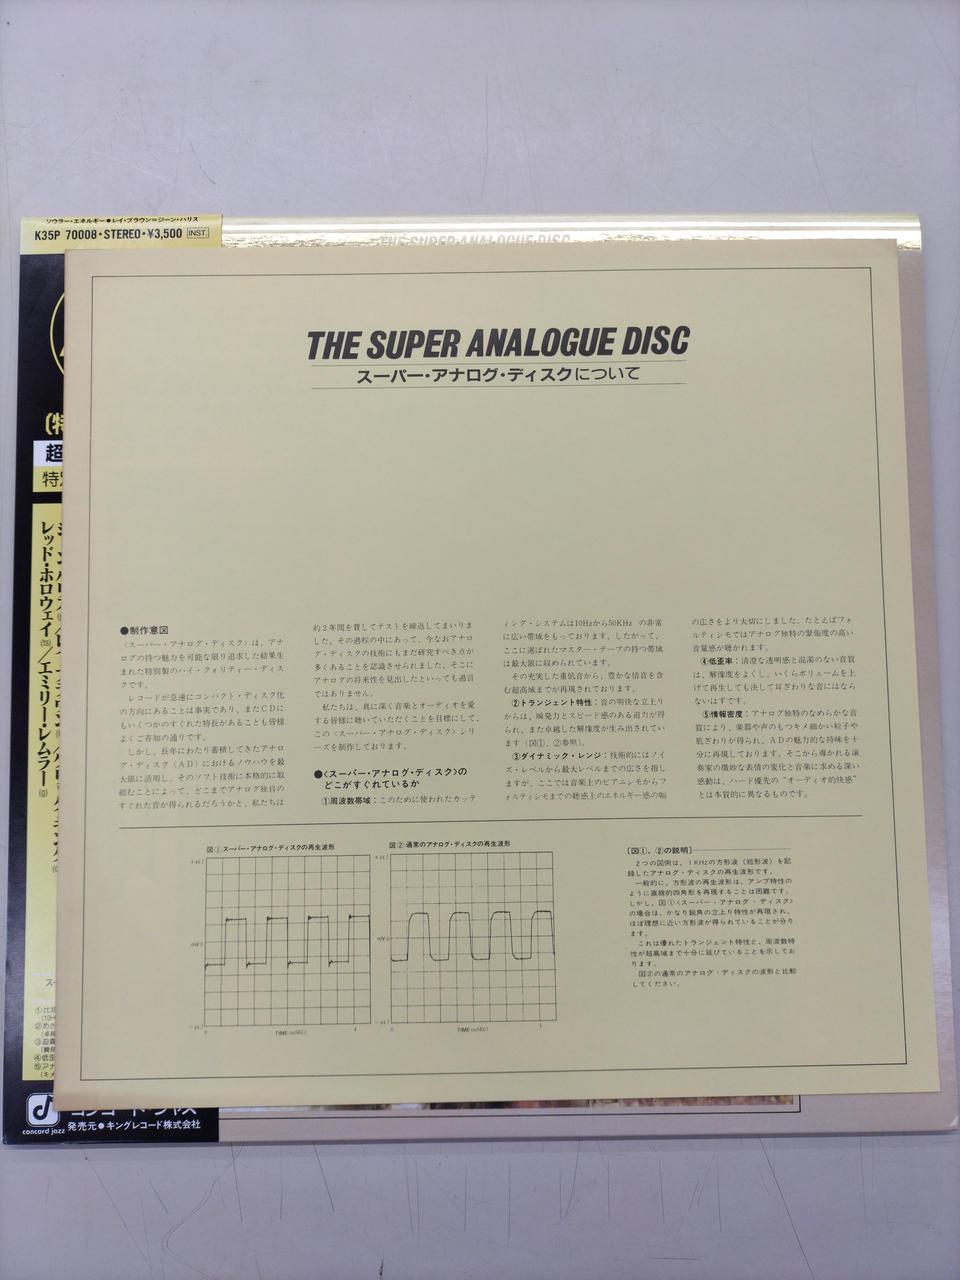 ソウラー・エネルギー●レイ・ブラウン=ジーン・ハリス
K35P 70008・STEREO・¥3,500 INST.
THE SUPER ANALOGUE DISC
THE SUPER ANALOGUE DISC
スーパー・アナログ・ディスクについて
●制作意図
〈スーパー・アナログ・ディスク〉は、アナ
ログの持つ魅力を可能な限り追求した結果生
まれた特別製のハイ・クォリティー・ディス
クです。
レコードが急速にコンパクト・ディスク化
の方向にあることは事実であり、またCDに
もいくつかのすぐれた特長があることも皆様
よくご存知の通りです。
しかし、長年にわたり蓄積してきたアナロ
グ・ディスク(AD)におけるノウハウを最
大限に活用し、そのソフト技術に本格的に取
組むことによって、どこまでアナログ独自の
すぐれた音が得られるだろうかと、私たちは
約2年間を費してテストを繰返してまいりま
した。その過程の中にあって、今なおアナロ
グ・ディスクの技術にもまだ研究すべき点が
多くあることを認識させられました。そこに
アナログの将来性を見出したといっても過言
ではありません。
私たちは、真に深く音楽とオーディオを愛
する皆様に聴いていただくことを目標にして、
この〈スーパー・アナログ・ディスク〉シリ
ーズを制作しております。
●〈スーパー・アナログ・ディスク〉の
どこがすぐれているか
①周波数帯域：このために使われたカッテ
ィング・システムは10Hzから50KHz の非常
に広い帯域をもっております。したがって、
ここに選ばれたマスター・テープの持つ帯域
は最大限に収められています。
その充実した重低音から、豊かな倍音を含
む超高域までが再現されております。
②トランジェント特性：音の明快な立上り
からは、瞬発力とスピード感のある迫力が得
られ、また卓越した解像度が生み出されてい
ます(図①、②参照)。
③ダイナミック・レンジ：技術的にはノイ
ズ・レベルから最大レベルまでの広さを指し
ますが、ここでは音楽上のピアニシモからフ
ォルティシモまでの聴感上のエネルギー感の幅
の広さをより大切にしました。たとえばフォ
ルティシモではアナログ独特の緊張度の高い
音量感が聴かれます。
④低歪率：清澄な透明感と混濁のない音質
は、解像度をよくし、いくらボリュームを上
げて再生しても決して耳ざわりな音にはなら
ないはずです。
⑤情報密度：アナログ独特のなめらかな音
質により、楽器や声のもつキメ細かい粒子や
肌ざわりが得られ、ADの魅力的な特味を十
分に再現しております。そこから導かれる演
奏家の微妙な表情の変化と音楽に求める深い
感動は、ハード優先の“オーディオ的快感”
とは本質的に異なるものです。
図①スーパー・アナログ・ディスクの再生波形
+44.7
mV 0
-44.7
0
TIME (mSEC)
1
図②通常のアナログ・ディスクの再生波形
+44.7
mV 0
-44.7
0
TIME (mSEC)
1
〔図①、②の説明〕
2つの図例は、1KHzの方形波(矩形波)を記
録したアナログ・ディスクの再生波形です。
一般的に、方形波の再生波形は、アンプ特性の
ように直線的四角形を再現することは困難です。
しかし、図①〈スーパー・アナログ・ディスク〉
の場合は、かなり鋭角の立上り特性が再現され、
ほぼ理想に近い方形波が得られていることが分り
ます。
これは優れたトランジェント特性と、周波数特
性が超高域まで十分に延びていることを示してお
ります。
図②の通常のアナログ・ディスクの波形と比較
してください。
レッド・ホロウェイ(ts)/エミリー・レムラー(g)
concord jazz
発売元●キングレコード株式会社